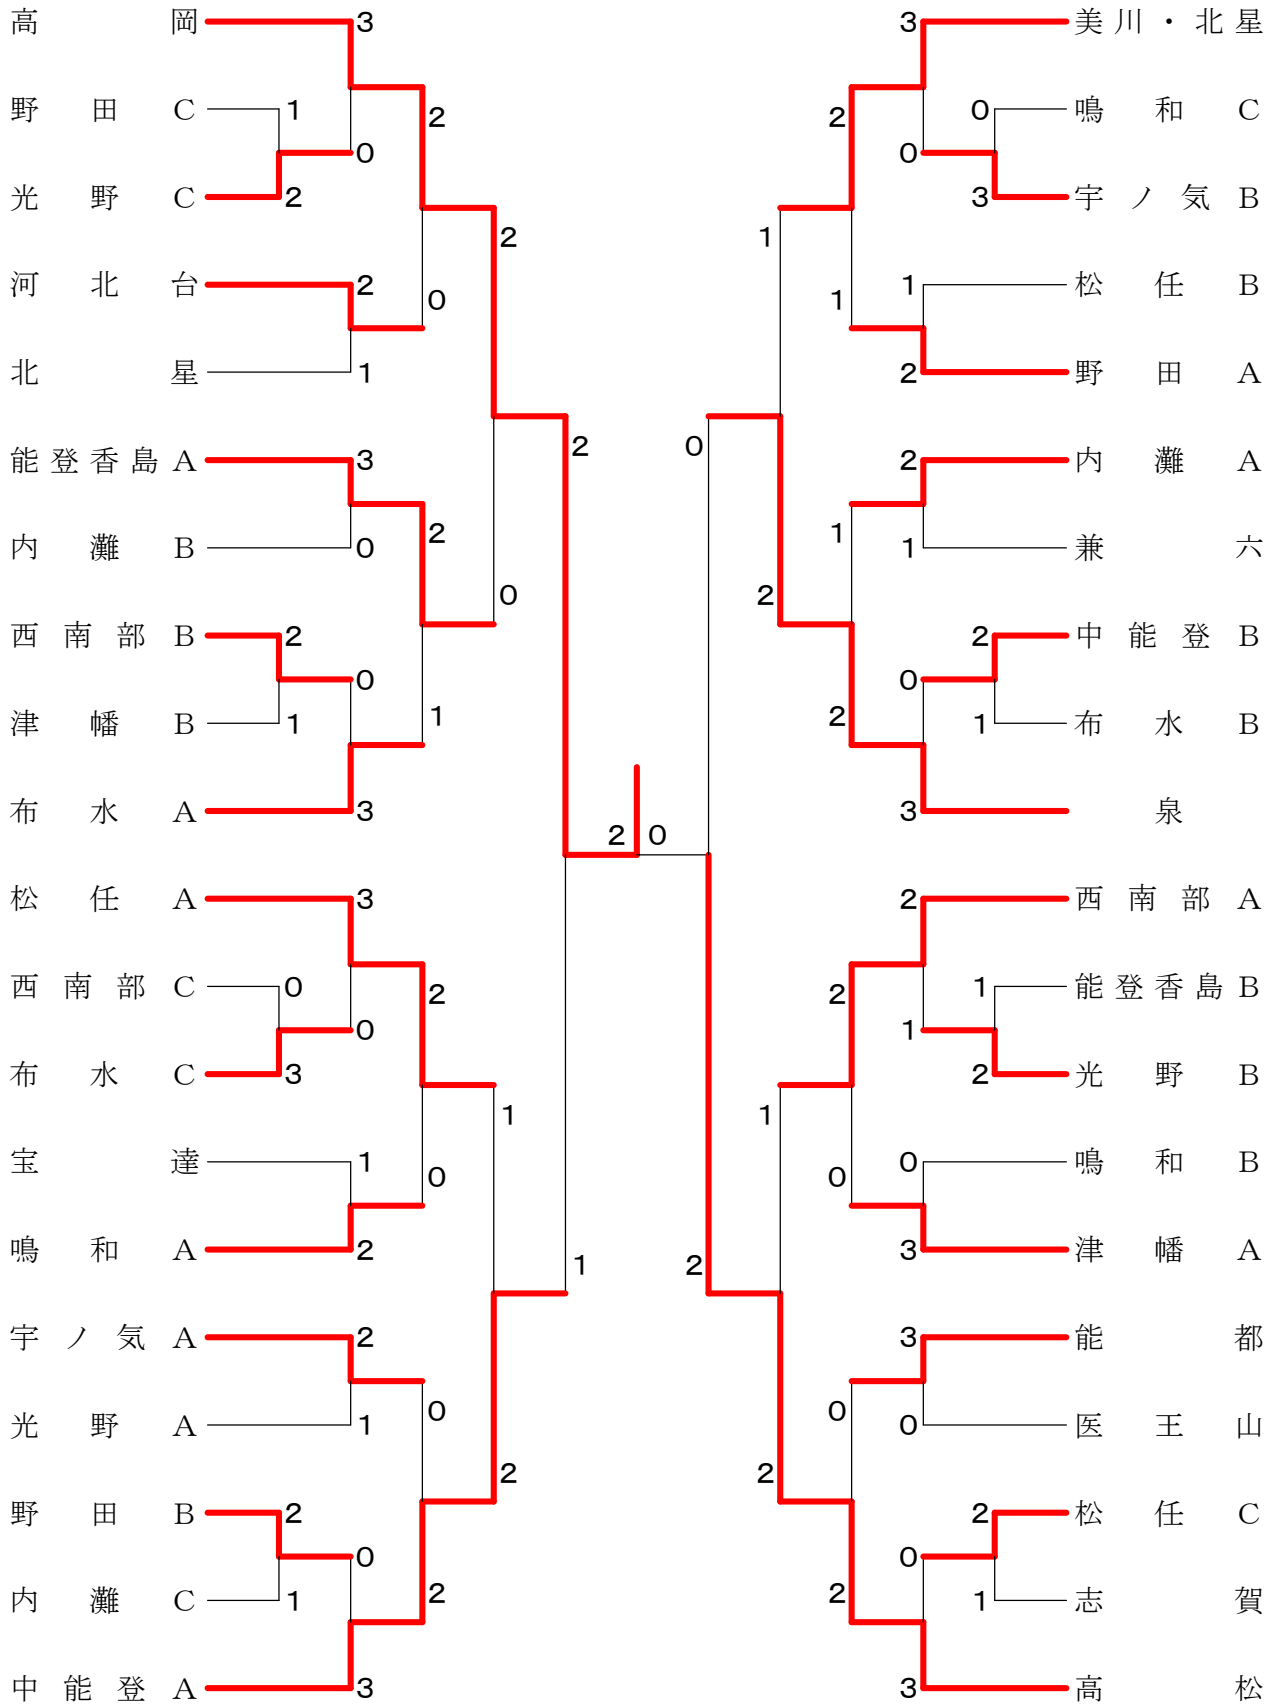 高岡 3 3 美川・北星
野田C 1 2 2 0 鳴和C
0 0
光野C 2 3 宇ノ気B
2 1
河北台 2 0 1 1 松任B
北星 1 2 野田A
2 0
能登香島A 3 2 内灘A
2 1
内灘B 0 1 兼六
0 2
西南部B 2 2 中能登B
0 0
津幡B 1 1 2 1 布水B
布水A 3 3 泉
2 0
松任A 3 2 西南部A
西南部C 0 2 2 1 能登香島B
0 1
布水C 3 2 光野B
1 1
宝達 1 0 0 0 鳴和B
鳴和A 2 3 津幡A
1 2
宇ノ気A 2 3 能都
0 0
光野A 1 0 医王山
2 2
野田B 2 2 松任C
0 0
内灘C 1 2 2 1 志賀
中能登A 3 3 高松